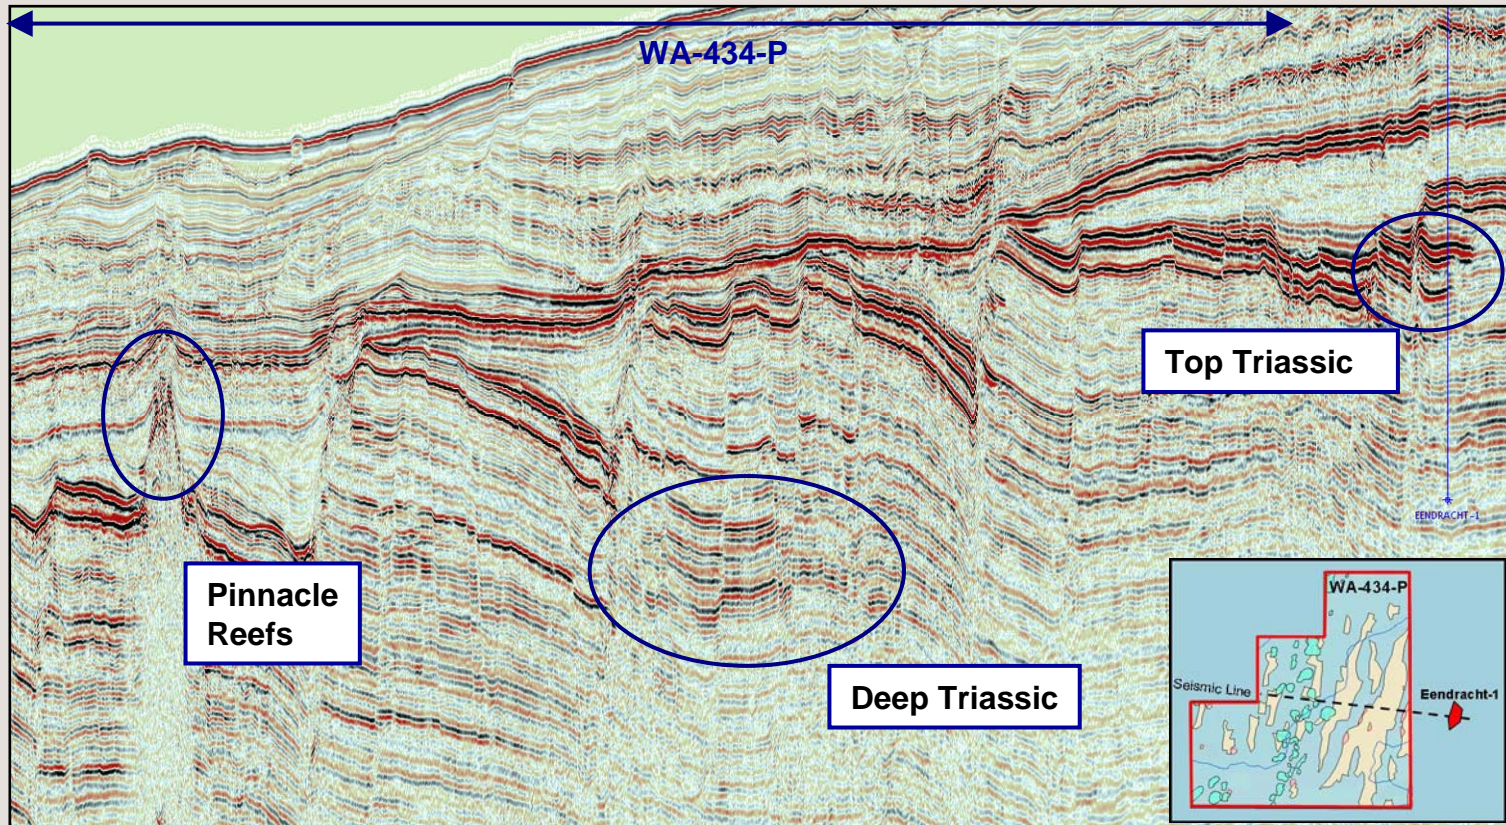 WA-434-P
Top Triassic
EENDRACHT-1
Pinnacle
Reefs
Deep Triassic
WA-434-P
Seismic Line
Eendracht-1